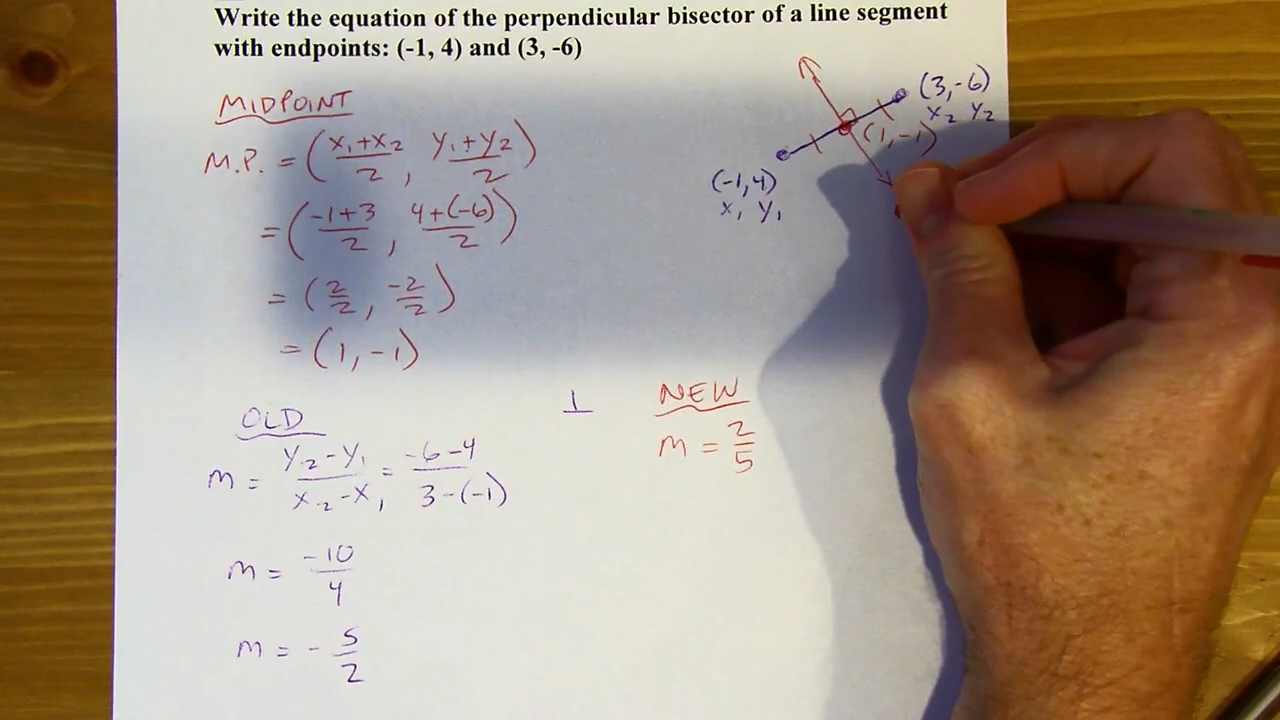 Write the equation of the perpendicular bisector of a line segment
with endpoints: (-1, 4) and (3, -6)
MIDPOINT
M.P. = (x₁+x₂/2, y₁+y₂/2)
= (-1+3/2, 4+(-6)/2)
= (2/2, -2/2)
= (1, -1)
(3, -6)
x₂ y₂
(1, -1)
(-1, 4)
x₁ y₁
OLD
m = y₂-y₁/x₂-x₁ = -6-4/3-(-1)
m = -10/4
m = -5/2
⊥
NEW
m = 2/5